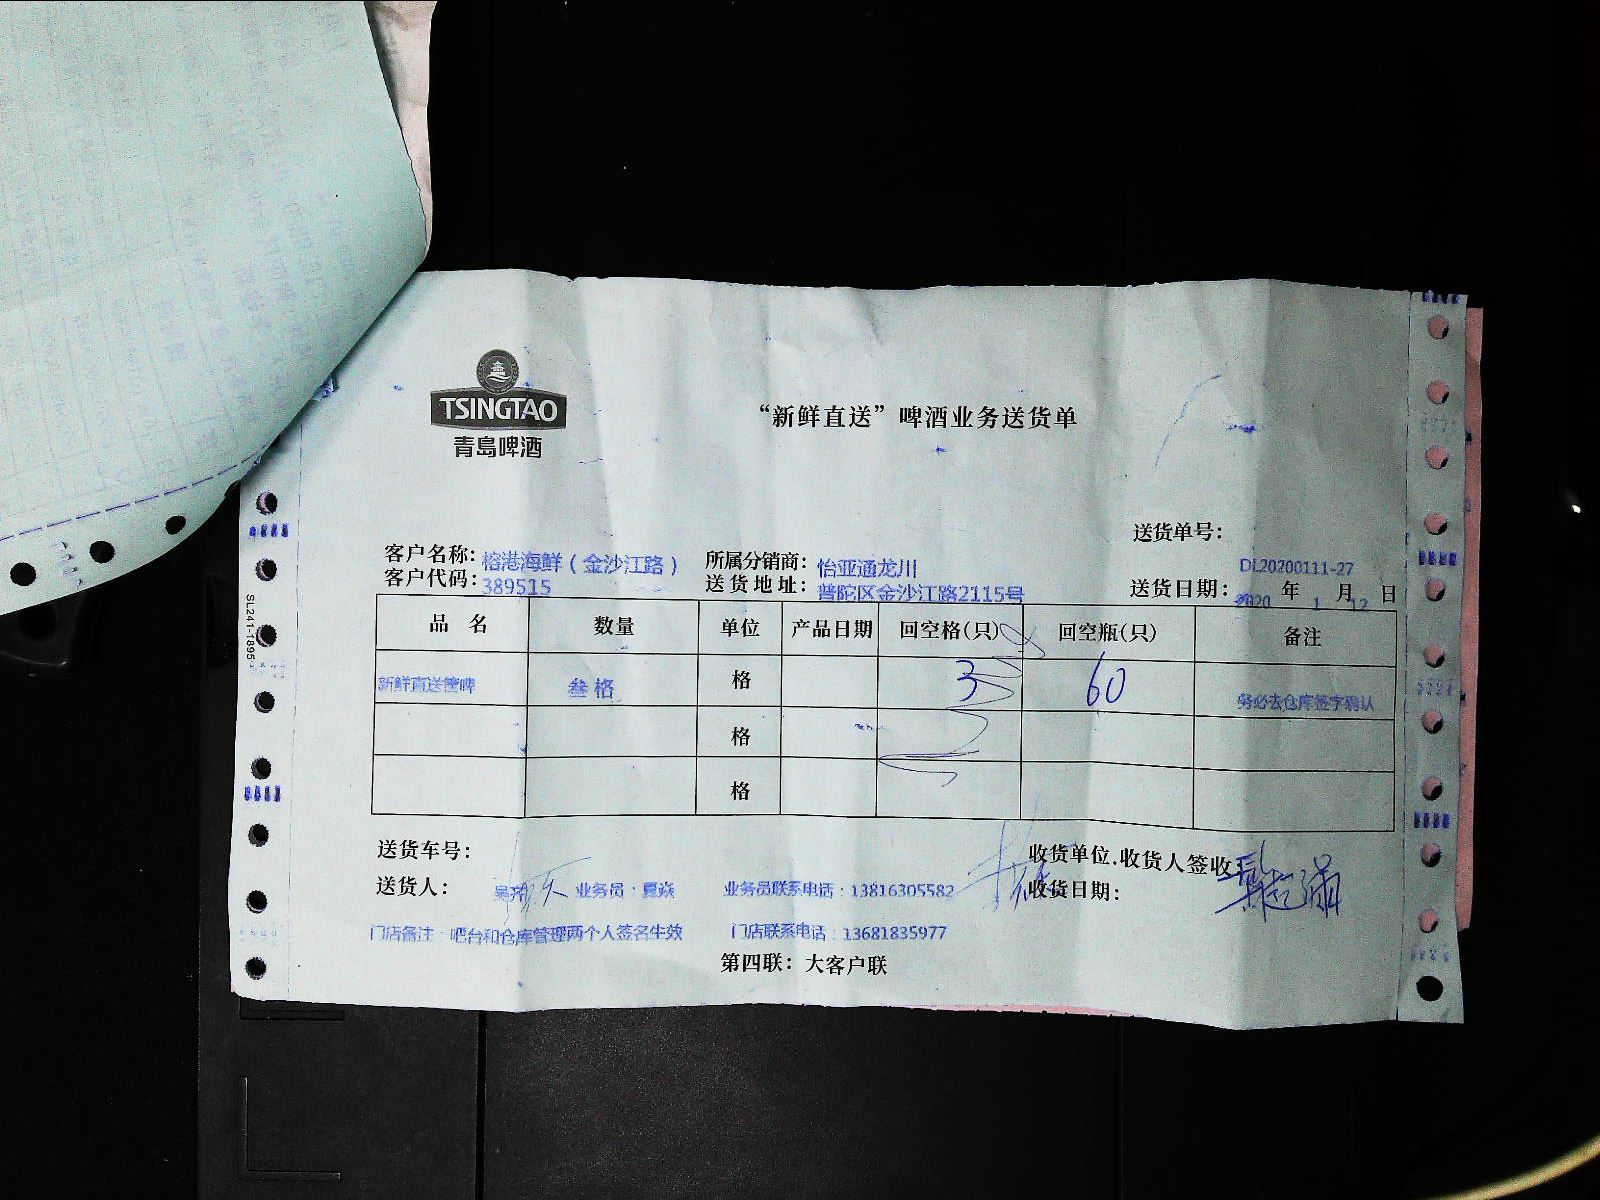 TSINGTAO
青島啤酒
“新鲜直送”啤酒业务送货单
送货单号：
DL20200111-27
客户名称：榕港海鲜（金沙江路） 所属分销商：怡亚通龙川
客户代码：389515 送货地址：普陀区金沙江路2115号 送货日期：2020 年 1 月 12 日
品 名 数量 单位 产品日期 回空格(只) 回空瓶(只) 备注
新鲜直送筐啤 叁格 格 3 60 务必去仓库签字确认
格
格
送货车号： 收货单位.收货人签收：
送货人：吴亮 业务员：夏焱 业务员联系电话：13816305582 收货日期：
门店备注：吧台和仓库管理两个人签名生效 门店联系电话：13681835977
第四联：大客户联
SL241-1895